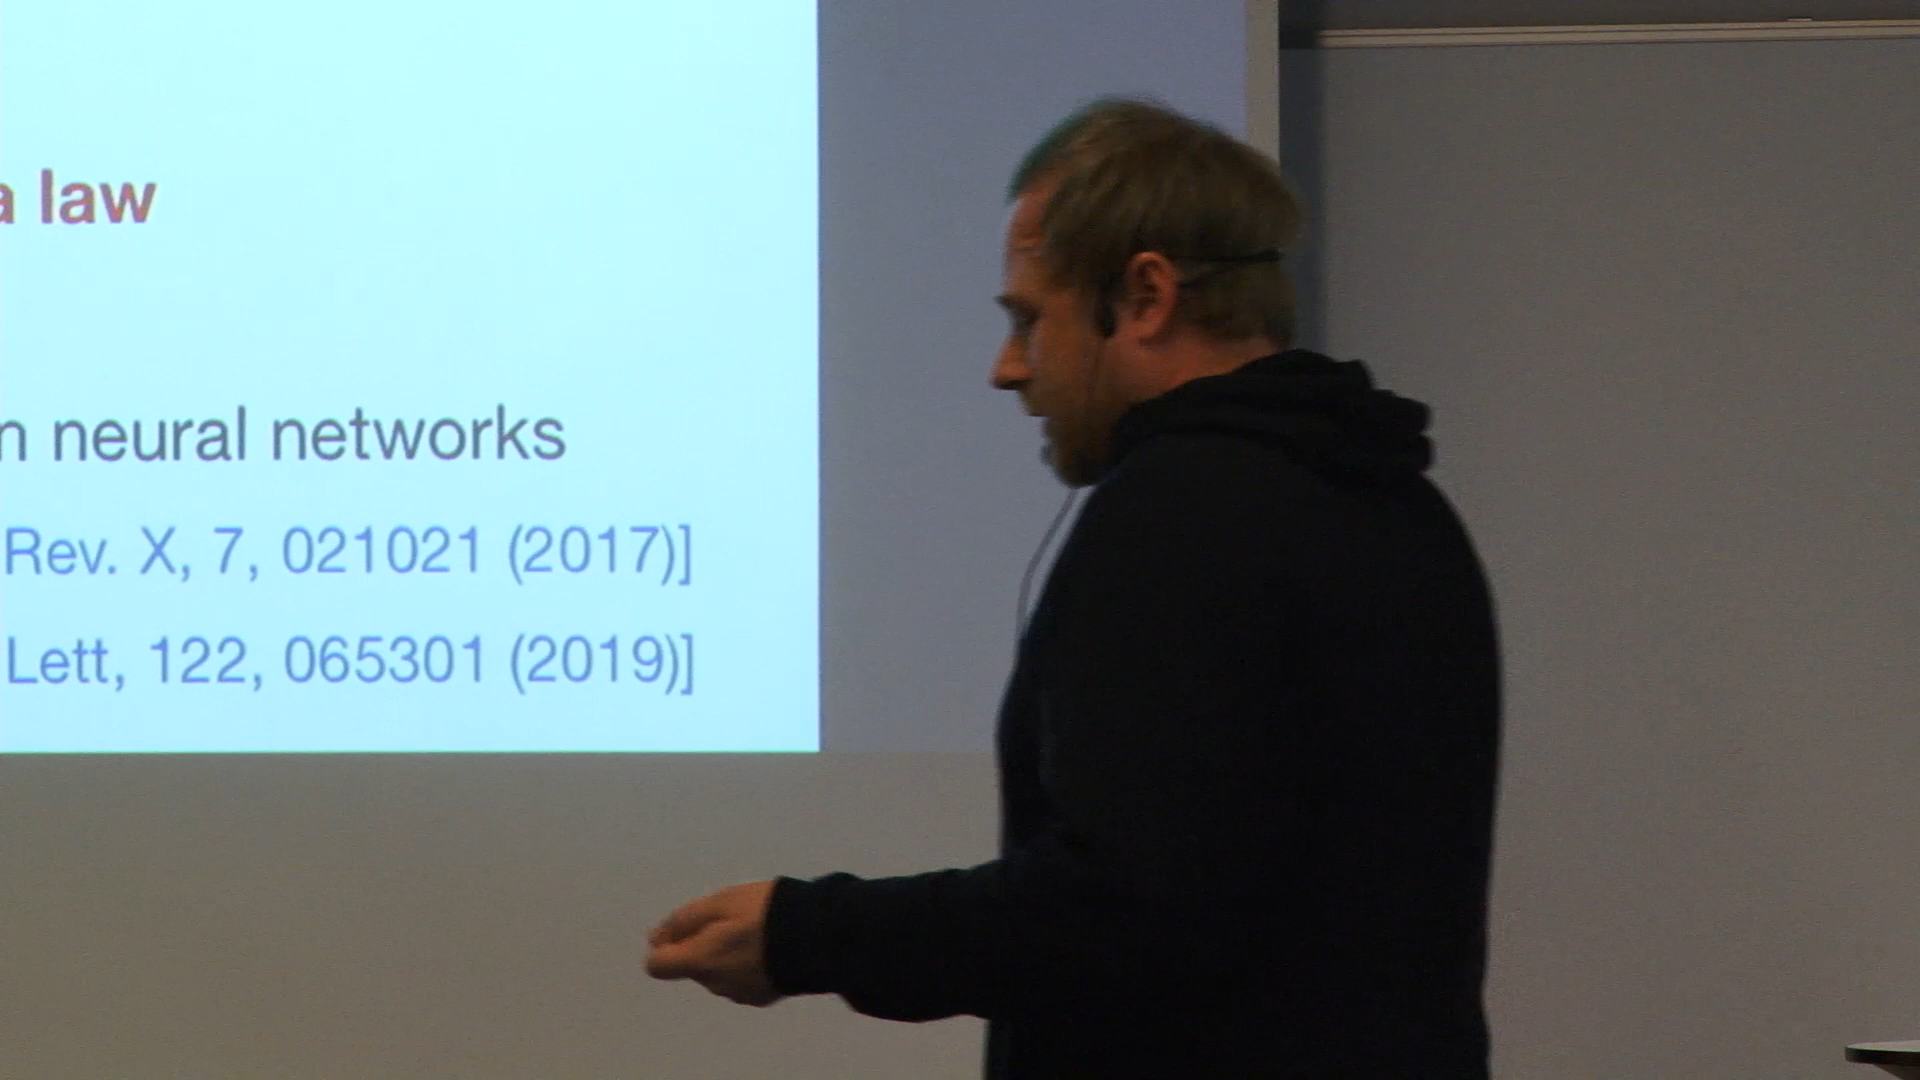 a law
n neural networks
Rev. X, 7, 021021 (2017)]
Lett, 122, 065301 (2019)]